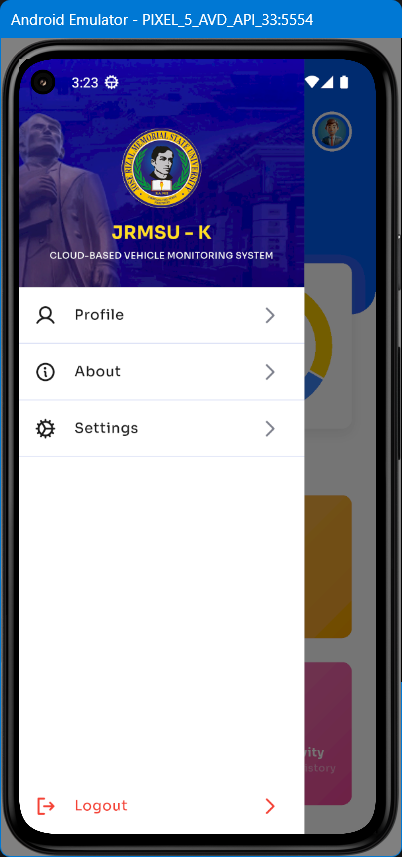 Android Emulator - PIXEL_5_AVD_API_33:5554
3:23
JOSE RIZAL MEMORIAL STATE UNIVERSITY
JRMSU - K
CLOUD-BASED VEHICLE MONITORING SYSTEM
Profile
About
Settings
vity
istory
Logout